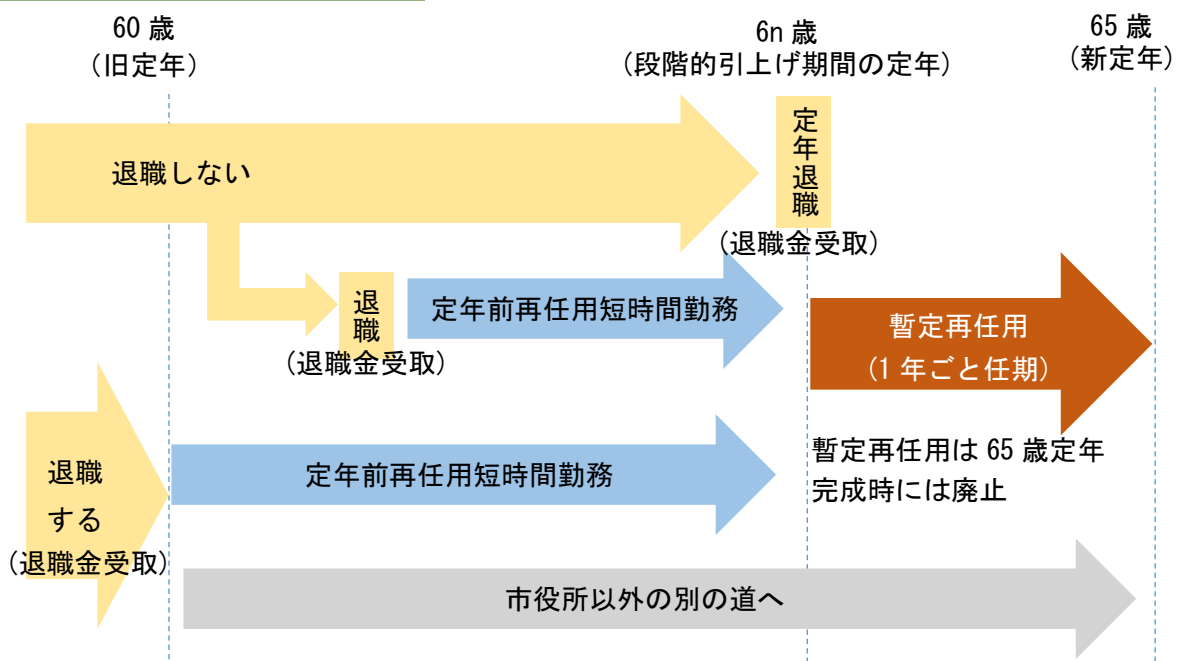 60 歳
(旧定年)
6n 歳
(段階的引上げ期間の定年)
65 歳
(新定年)
退職しない
定年退職
(退職金受取)
退職
(退職金受取)
定年前再任用短時間勤務
暫定再任用
(1 年ごと任期)
退職
する
(退職金受取)
定年前再任用短時間勤務
暫定再任用は 65 歳定年
完成時には廃止
市役所以外の別の道へ